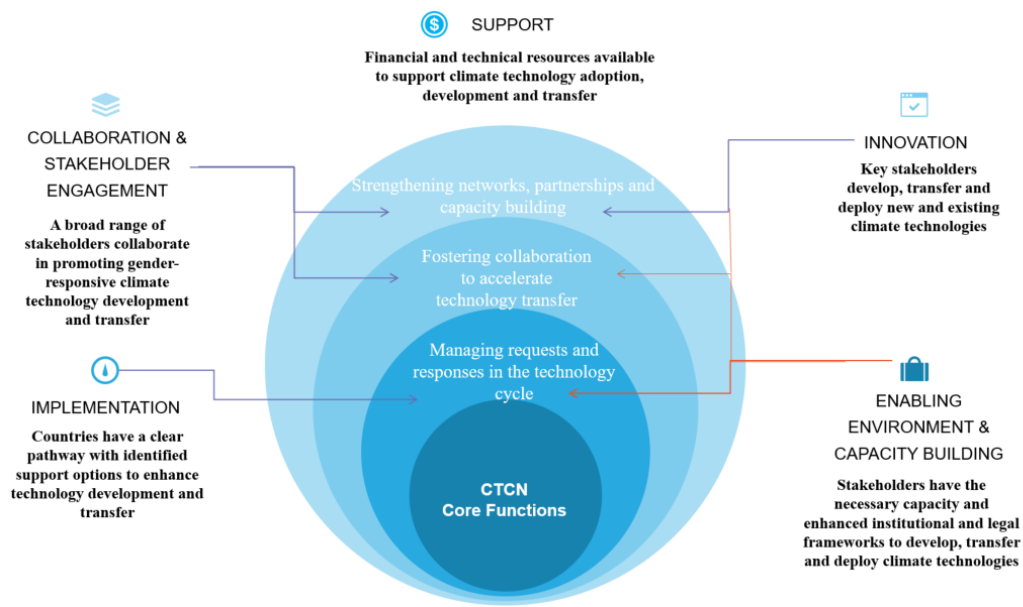 $
SUPPORT
Financial and technical resources available
to support climate technology adoption,
development and transfer
COLLABORATION &
STAKEHOLDER
ENGAGEMENT
A broad range of
stakeholders collaborate
in promoting gender-
responsive climate
technology development
and transfer
IMPLEMENTATION
Countries have a clear
pathway with identified
support options to enhance
technology development and
transfer
Strengthening networks, partnerships and
capacity building
Fostering collaboration
to accelerate
technology transfer
Managing requests and
responses in the technology
cycle
CTCN
Core Functions
INNOVATION
Key stakeholders
develop, transfer and
deploy new and existing
climate technologies
ENABLING
ENVIRONMENT &
CAPACITY BUILDING
Stakeholders have the
necessary capacity and
enhanced institutional and legal
frameworks to develop, transfer
and deploy climate technologies